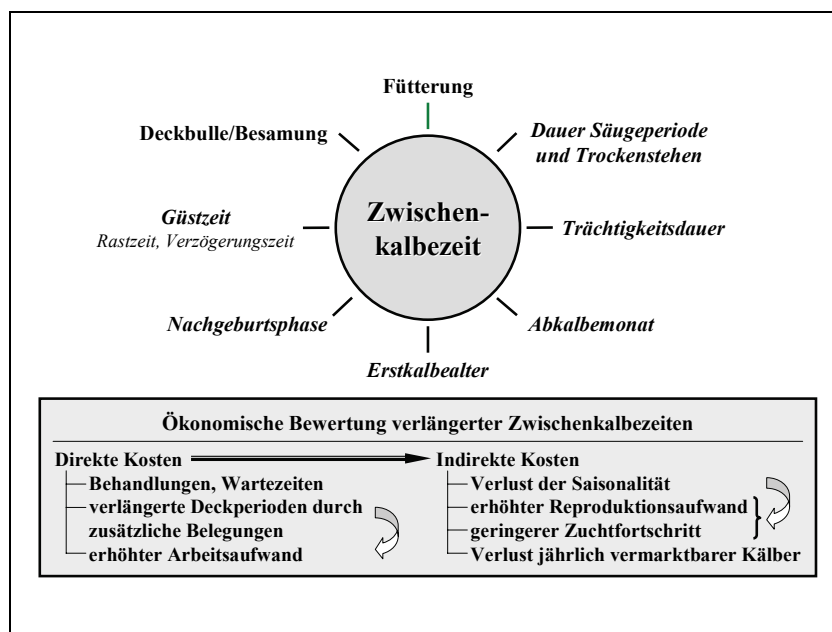 Fütterung
Deckbulle/Besamung
Dauer Säugeperiode
und Trockenstehen
Zwischen-
kalbezeit
Güstzeit
Rastzeit, Verzögerungszeit
Trächtigkeitsdauer
Nachgeburtsphase
Abkalbemonat
Erstkalbealter
Ökonomische Bewertung verlängerter Zwischenkalbezeiten
Direkte Kosten
Behandlungen, Wartezeiten
verlängerte Deckperioden durch
zusätzliche Belegungen
erhöhter Arbeitsaufwand
Indirekte Kosten
Verlust der Saisonalität
erhöhter Reproduktionsaufwand
geringerer Zuchtfortschritt
Verlust jährlich vermarktbarer Kälber